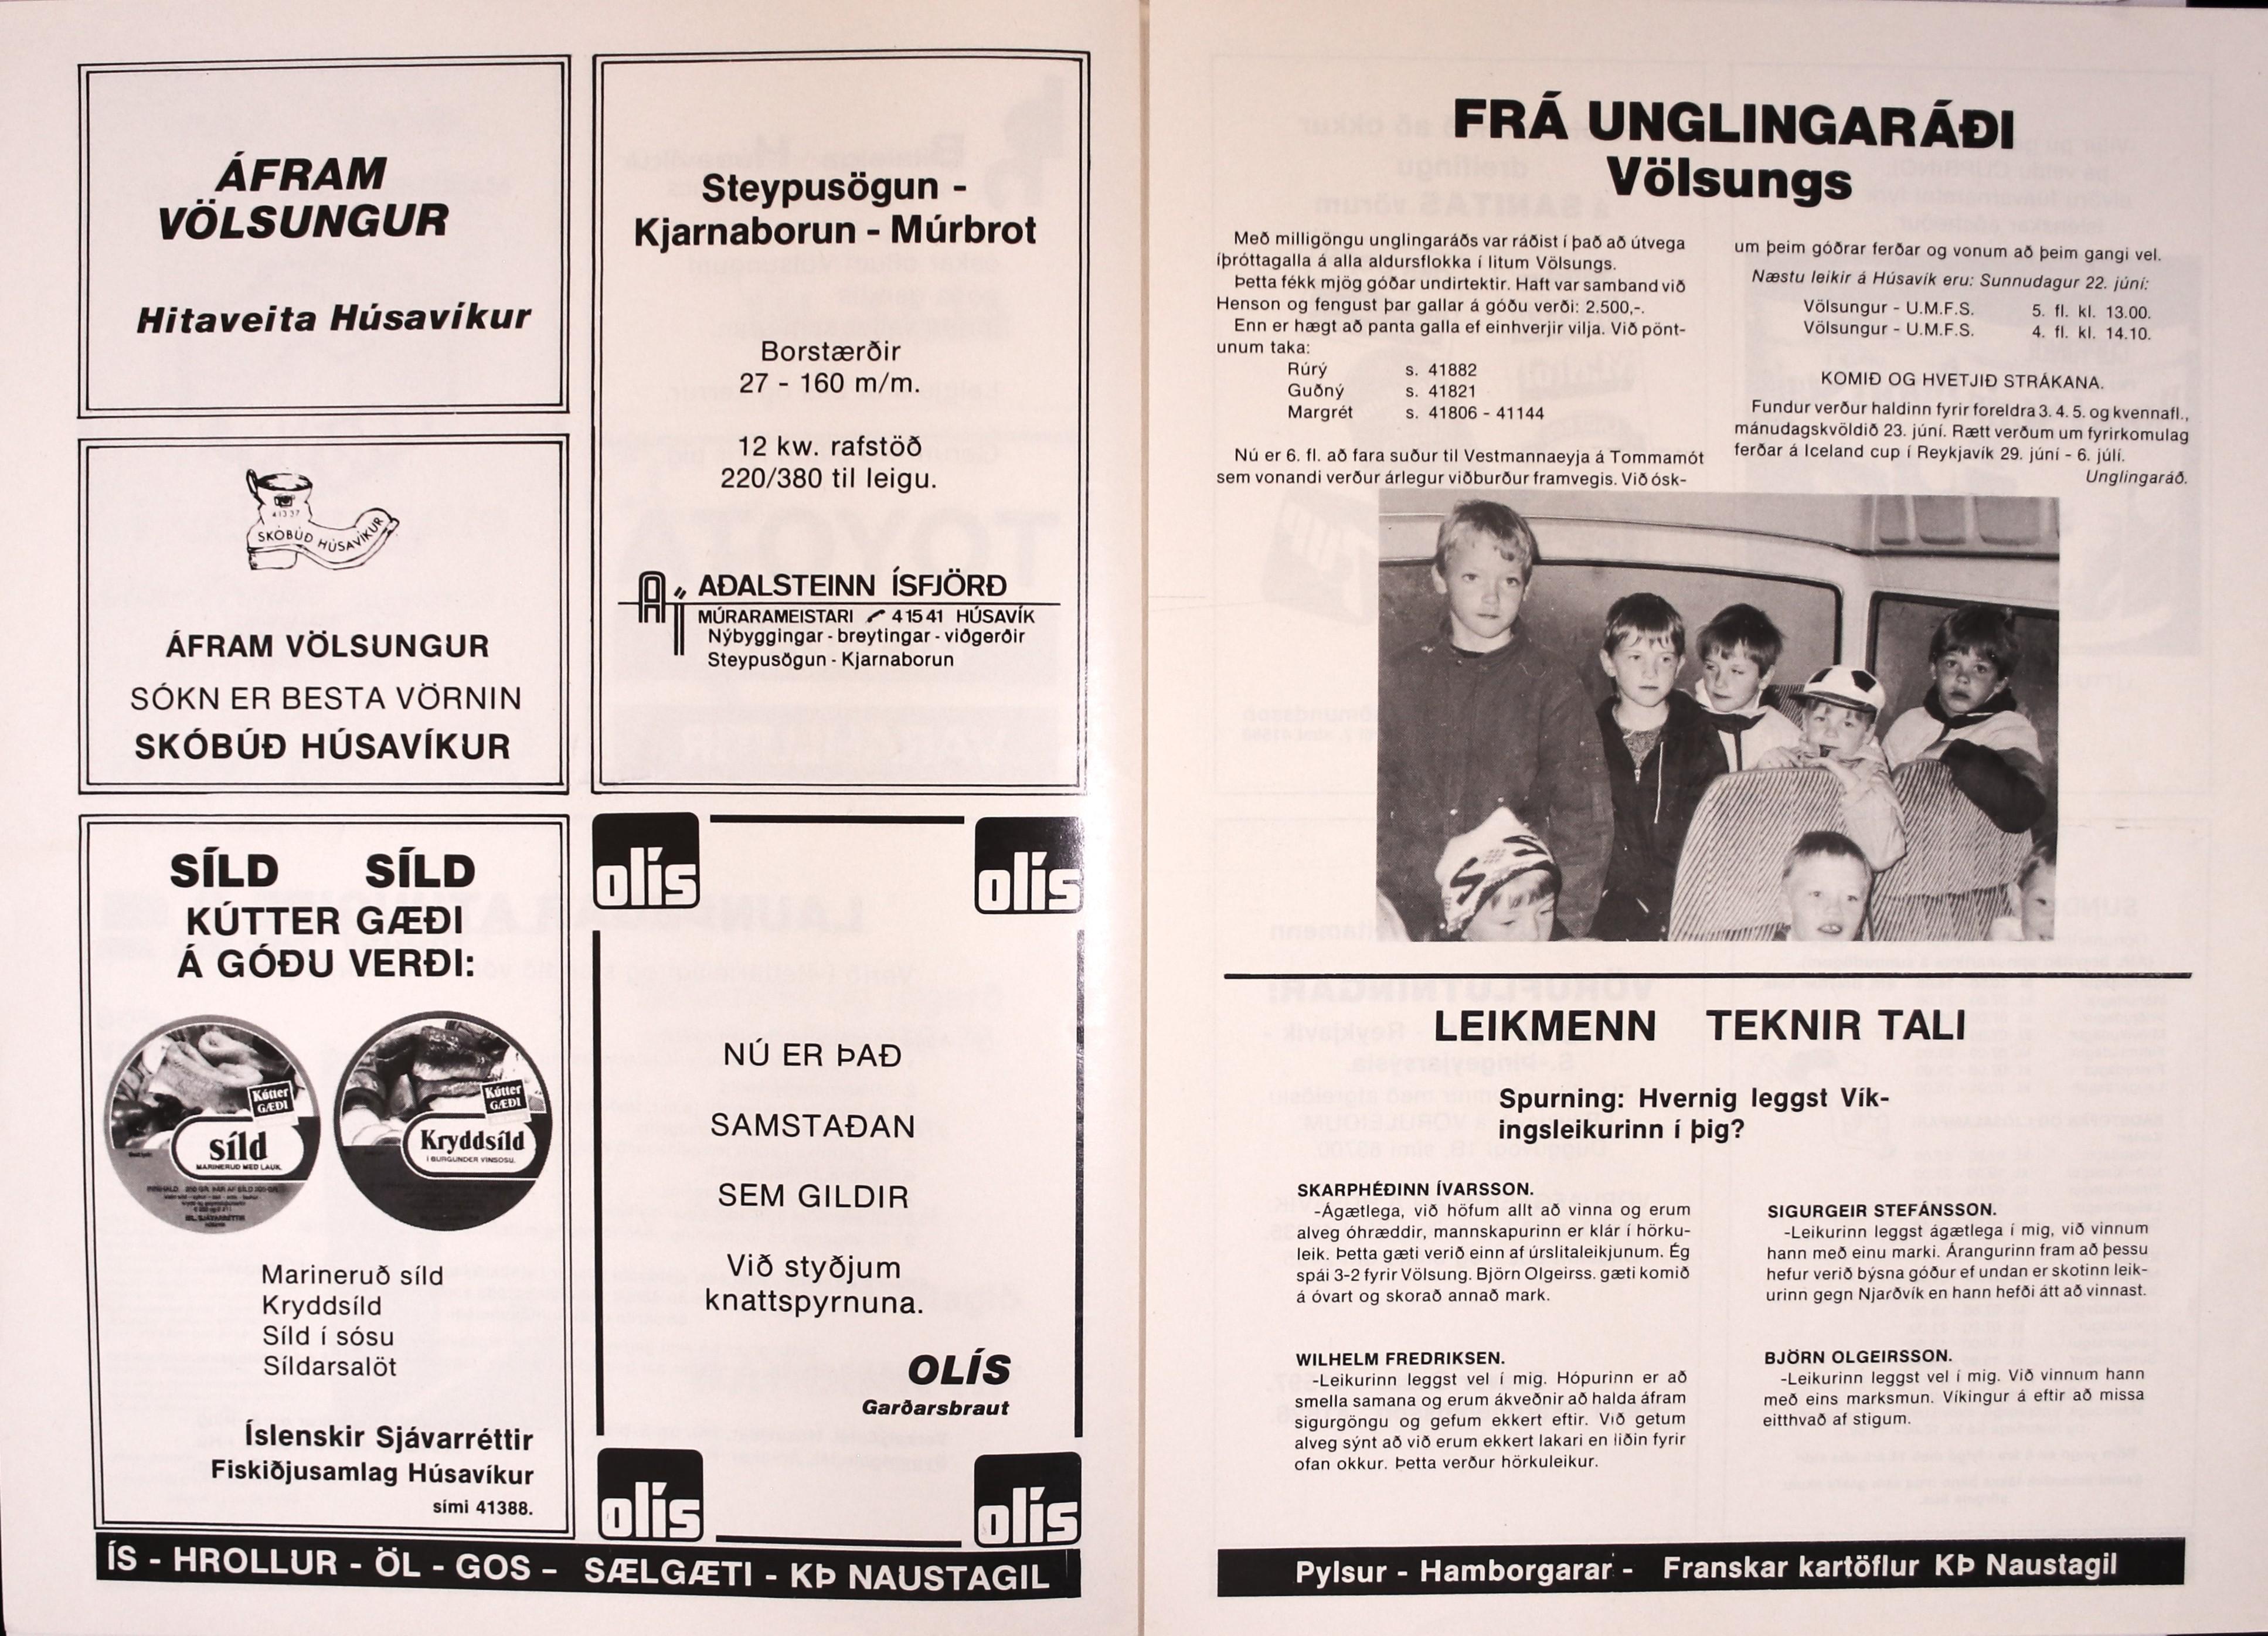 ÁFRAM
VÖLSUNGUR
Hitaveita Húsavíkur
41337
SKÓBÚÐ HÚSAVÍKUR
ÁFRAM VÖLSUNGUR
SÓKN ER BESTA VÖRNIN
SKÓBÚÐ HÚSAVÍKUR
SÍLD SÍLD
KÚTTER GÆÐI
Á GÓÐU VERÐI:
Kútter
GÆÐI
síld
MARINERUÐ MEÐ LAUK
Kútter
GÆÐI
Kryddsíld
Í BURGUNDER VINSOSU
Marineruð síld
Kryddsíld
Síld í sósu
Síldarsalöt
Íslenskir Sjávarréttir
Fiskiðjusamlag Húsavíkur
sími 41388.
Steypusögun -
Kjarnaborun - Múrbrot
Borstærðir
27 - 160 m/m.
12 kw. rafstöð
220/380 til leigu.
AÐALSTEINN ÍSFJÖRÐ
MÚRARAMEISTARI 41541 HÚSAVÍK
Nýbyggingar - breytingar - viðgerðir
Steypusögun - Kjarnaborun
olís
olís
NÚ ER ÞAÐ
SAMSTAÐAN
SEM GILDIR
Við styðjum
knattspyrnuna.
OLÍS
Garðarsbraut
olís
olís
ÍS - HROLLUR - ÖL - GOS - SÆLGÆTI - KÞ NAUSTAGIL
FRÁ UNGLINGARÁÐI
Völsungs
Með milligöngu unglingaráðs var ráðist í það að útvega
íþróttagalla á alla aldursflokka í litum Völsungs.
Þetta fékk mjög góðar undirtektir. Haft var samband við
Henson og fengust þar gallar á góðu verði: 2.500,-.
Enn er hægt að panta galla ef einhverjir vilja. Við pönt-
unum taka:
Rúrý s. 41882
Guðný s. 41821
Margrét s. 41806 - 41144
Nú er 6. fl. að fara suður til Vestmannaeyja á Tommamót
sem vonandi verður árlegur viðburður framvegis. Við ósk-
um þeim góðrar ferðar og vonum að þeim gangi vel.
Næstu leikir á Húsavík eru: Sunnudagur 22. júní:
Völsungur - U.M.F.S. 5. fl. kl. 13.00.
Völsungur - U.M.F.S. 4. fl. kl. 14.10.
KOMIÐ OG HVETJIÐ STRÁKANA.
Fundur verður haldinn fyrir foreldra 3. 4. 5. og kvennafl.,
mánudagskvöldið 23. júní. Rætt verðum um fyrirkomulag
ferðar á Iceland cup í Reykjavík 29. júní - 6. júlí.
Unglingaráð.
LEIKMENN TEKNIR TALI
Spurning: Hvernig leggst Vík-
ingsleikurinn í þig?
SKARPHÉÐINN ÍVARSSON.
-Ágætlega, við höfum allt að vinna og erum
alveg óhræddir, mannskapurinn er klár í hörku-
leik. Þetta gæti verið einn af úrslitaleikjunum. Ég
spái 3-2 fyrir Völsung. Björn Olgeirss. gæti komið
á óvart og skorað annað mark.
WILHELM FREDRIKSEN.
-Leikurinn leggst vel í mig. Hópurinn er að
smella samana og erum ákveðnir að halda áfram
sigurgöngu og gefum ekkert eftir. Við getum
alveg sýnt að við erum ekkert lakari en liðin fyrir
ofan okkur. Þetta verður hörkuleikur.
SIGURGEIR STEFÁNSSON.
-Leikurinn leggst ágætlega í mig, við vinnum
hann með einu marki. Árangurinn fram að þessu
hefur verið býsna góður ef undan er skotinn leik-
urinn gegn Njarðvík en hann hefði átt að vinnast.
BJÖRN OLGEIRSSON.
-Leikurinn leggst vel í mig. Við vinnum hann
með eins marksmun. Víkingur á eftir að missa
eitthvað af stigum.
Pylsur - Hamborgarar - Franskar kartöflur KÞ Naustagil